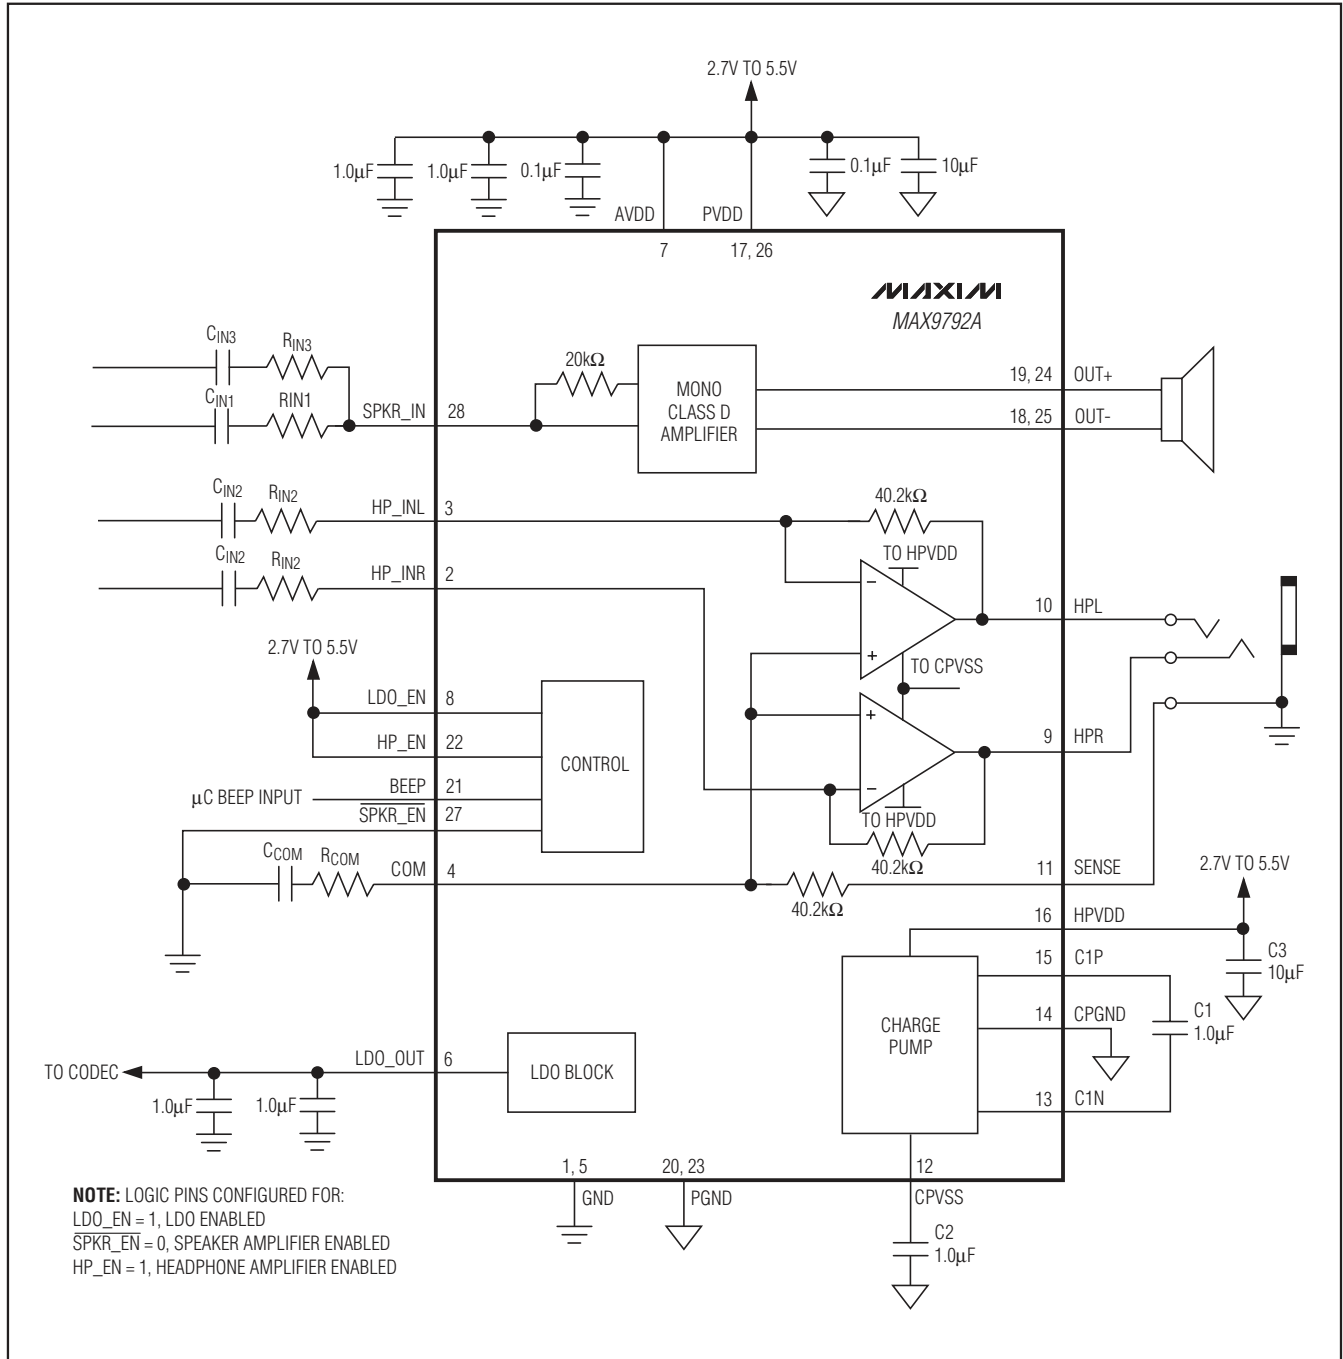 2.7V TO 5.5V
1.0µF
1.0µF
0.1µF
0.1µF
10µF
AVDD
PVDD
7
17, 26
MAXIM
MAX9792A
CIN3
RIN3
20kΩ
MONO
CLASS D
AMPLIFIER
19, 24
OUT+
CIN1
RIN1
SPKR_IN
28
18, 25
OUT-
CIN2
RIN2
HP_INL
3
40.2kΩ
TO HPVDD
CIN2
RIN2
HP_INR
2
−
+
10
HPL
TO CPVSS
2.7V TO 5.5V
LDO_EN
8
HP_EN
22
CONTROL
+
−
9
HPR
µC BEEP INPUT
BEEP
21
SPKR_EN
27
TO HPVDD
40.2kΩ
CCOM
RCOM
COM
4
40.2kΩ
11
SENSE
2.7V TO 5.5V
16
HPVDD
15
C1P
C3
10µF
14
CPGND
CHARGE
PUMP
C1
1.0µF
13
C1N
TO CODEC
LDO_OUT
6
LDO BLOCK
1.0µF
1.0µF
1, 5
GND
20, 23
PGND
12
CPVSS
C2
1.0µF
NOTE: LOGIC PINS CONFIGURED FOR:
LDO_EN = 1, LDO ENABLED
SPKR_EN = 0, SPEAKER AMPLIFIER ENABLED
HP_EN = 1, HEADPHONE AMPLIFIER ENABLED